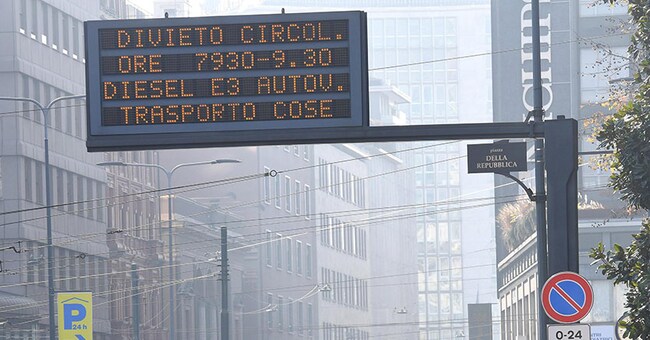 DIVIETO CIRCOL.
ORE 7930-9.30
DIESEL E3 AUTOV.
TRASPORTO COSE
piazza
DELLA
REPUBBLICA
P
24h
0-24